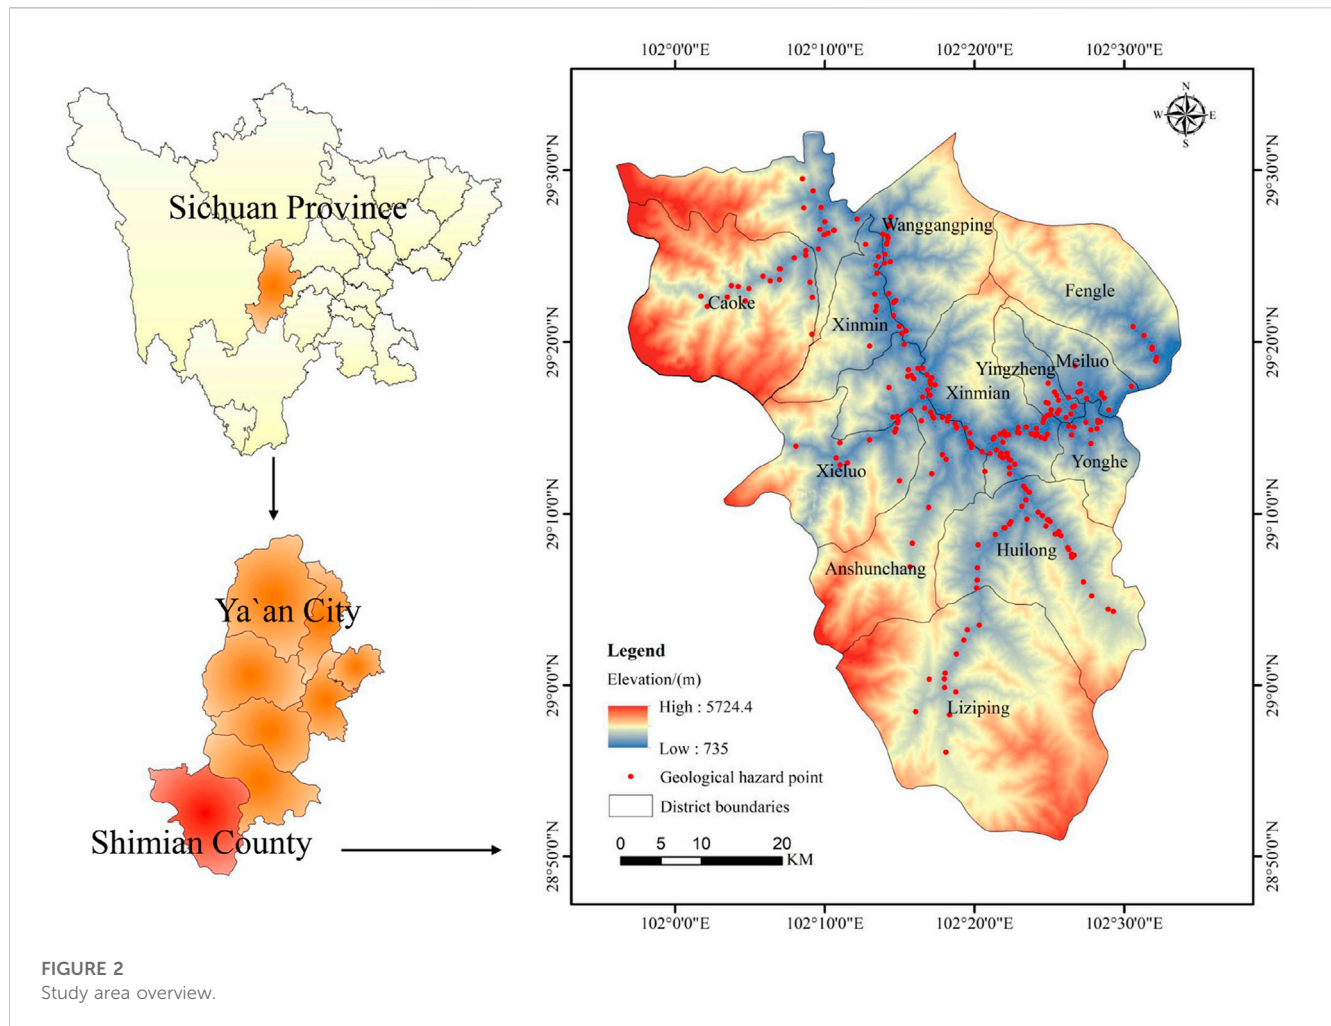 102°0'0"E 102°10'0"E 102°20'0"E 102°30'0"E
N
W E
S
29°30'0"N 29°30'0"N
Sichuan Province
Wanggangping
Fengle
Caoke
Xinmin
29°20'0"N 29°20'0"N
Yingzheng Meiluo
Xinmian
Xieluo
Yonghe
29°10'0"N 29°10'0"N
Huilong
Anshunchang
Ya`an City
Legend
Elevation/(m)
High : 5724.4
Low : 735
Geological hazard point
District boundaries
0 5 10 20
KM
29°0'0"N 29°0'0"N
Liziping
Shimian County
28°50'0"N 28°50'0"N
102°0'0"E 102°10'0"E 102°20'0"E 102°30'0"E
FIGURE 2
Study area overview.